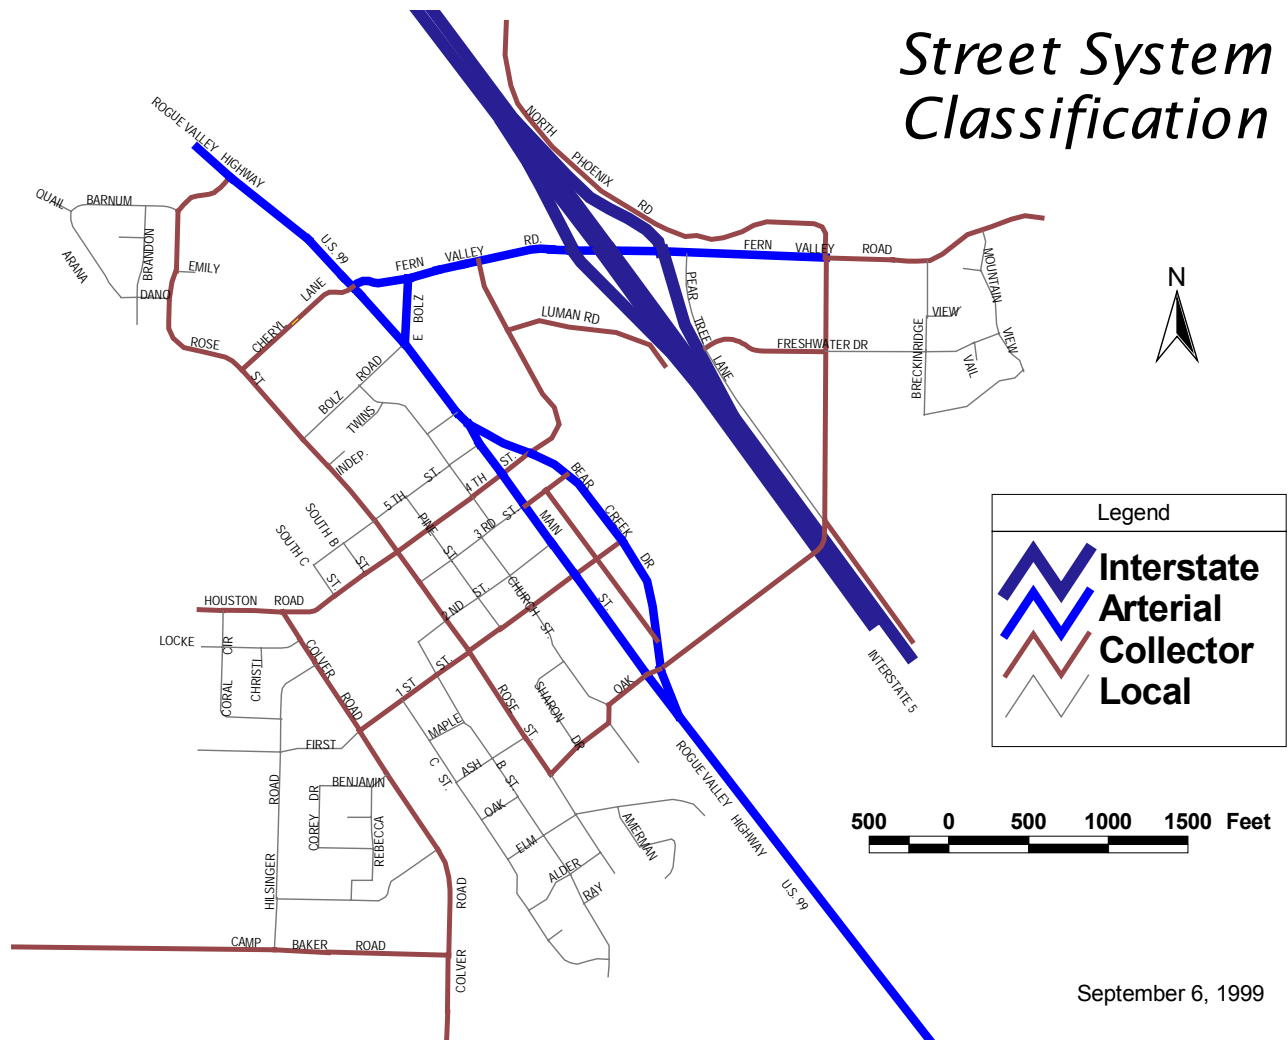 Street System
Classification
ROGUE VALLEY HIGHWAY
U.S. 99
NORTH PHOENIX RD
QUAIL
BARNUM
ARANA
BRANDON
EMILY
DANO
ROSE ST
CHERYL LANE
FERN VALLEY RD.
FERN VALLEY ROAD
E BOLZ
LUMAN RD
PEAR TREE LANE
FRESHWATER DR
BRECKINRIDGE
VIEW
MOUNTAIN VIEW
VAIL
N
BOLZ ROAD
TWINS
INDEP.
5 TH ST.
4 TH ST.
3 RD ST.
2ND ST.
1 ST ST.
SOUTH B ST.
SOUTH C ST.
PINE ST.
CHURCH ST.
MAIN ST.
BEAR CREEK DR
HOUSTON ROAD
LOCKE
CORAL CIR
CHRISTI
COLVER ROAD
FIRST
ROSE ST.
SHARON DR
OAK
MAPLE
C ST.
ASH
B ST.
OAK
ELM
ALDER
RAY
AMERMAN
BENJAMIN
COREY DR
REBECCA
HILSINGER ROAD
CAMP BAKER ROAD
COLVER ROAD
INTERSTATE 5
ROGUE VALLEY HIGHWAY
U.S. 99
Legend
Interstate
Arterial
Collector
Local
500 0 500 1000 1500 Feet
September 6, 1999